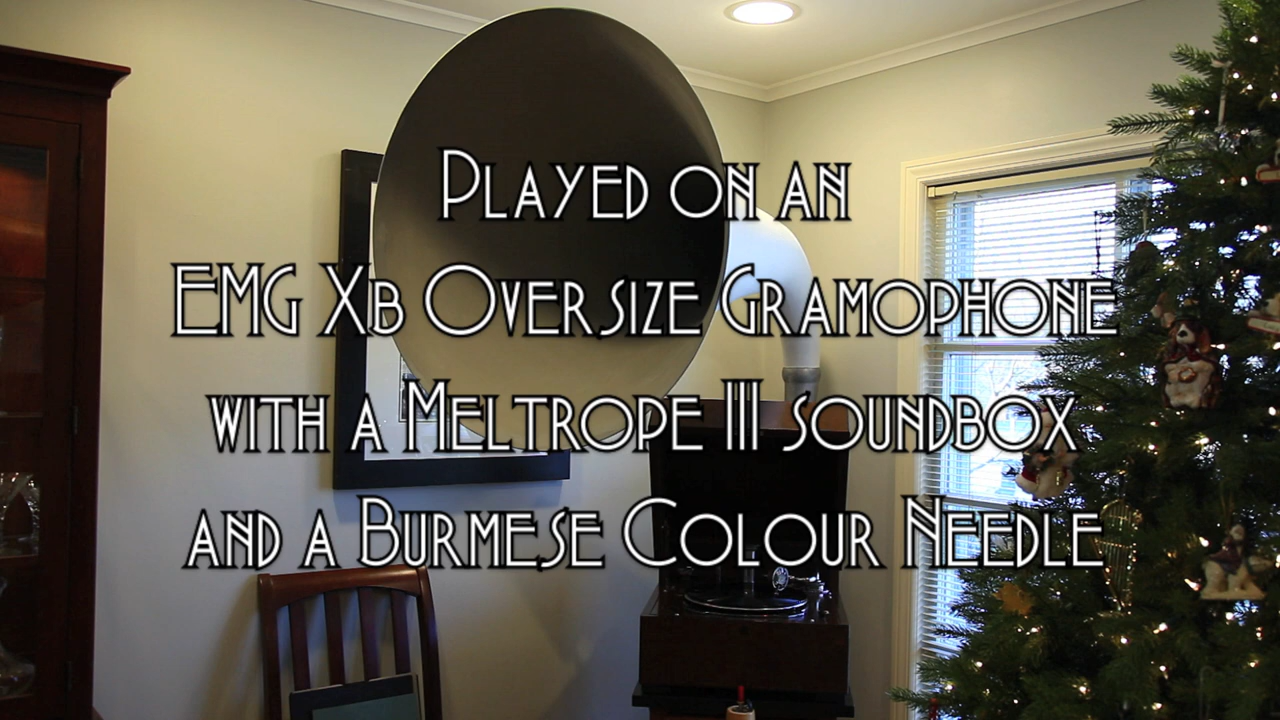 Played on an
EMG Xb Oversize Gramophone
with a Meltrope III soundbox
and a Burmese Colour Needle